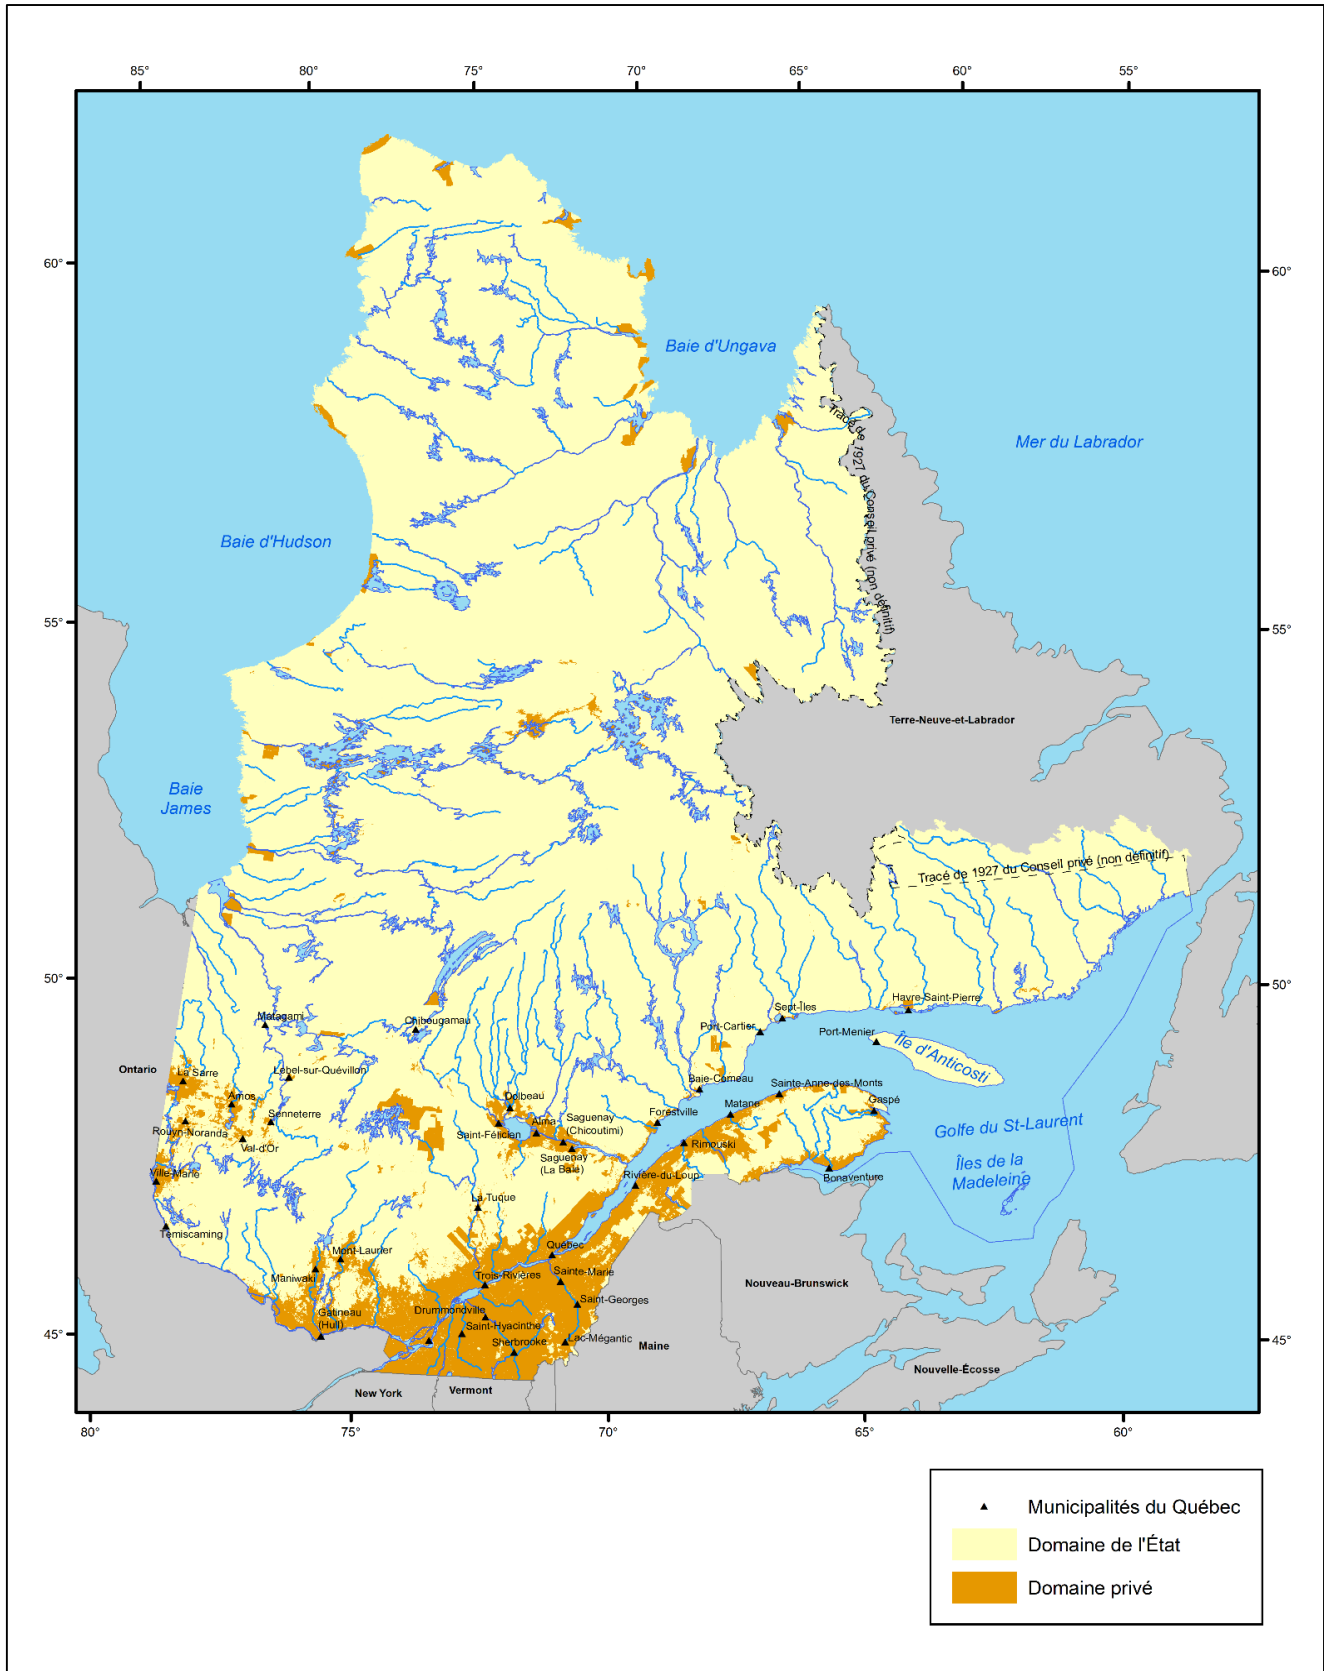 85°
80°
75°
70°
65°
60°
55°
60°
60°
Baie d'Ungava
Tracé de 1927 du Conseil privé (non définitif)
Mer du Labrador
Baie d'Hudson
55°
55°
Terre-Neuve-et-Labrador
Baie
James
Tracé de 1927 du Conseil privé (non définitif)
50°
50°
Havre-Saint-Pierre
Sept-Îles
Matagami
Chibougamau
Port-Cartier
Port-Menier
Île d'Anticosti
Ontario
La Sarre
Lebel-sur-Quévillon
Baie-Comeau
Sainte-Anne-des-Monts
Amos
Dolbeau
Matane
Gaspé
Senneterre
Alma
Saguenay
(Chicoutimi)
Forestville
Rouyn-Noranda
Saint-Félicien
Golfe du St-Laurent
Val-d'Or
Rimouski
Saguenay
(La Baie)
Îles de la
Madeleine
Ville-Marie
Rivière-du-Loup
Bonaventure
La Tuque
Témiscaming
Québec
Mont-Laurier
Maniwaki
Trois-Rivières
Sainte-Marie
Nouveau-Brunswick
Saint-Georges
Gatineau
(Hull)
Drummondville
Saint-Hyacinthe
Sherbrooke
Lac-Mégantic
Maine
45°
45°
Nouvelle-Écosse
New York
Vermont
80°
75°
70°
65°
60°
Municipalités du Québec
Domaine de l'État
Domaine privé